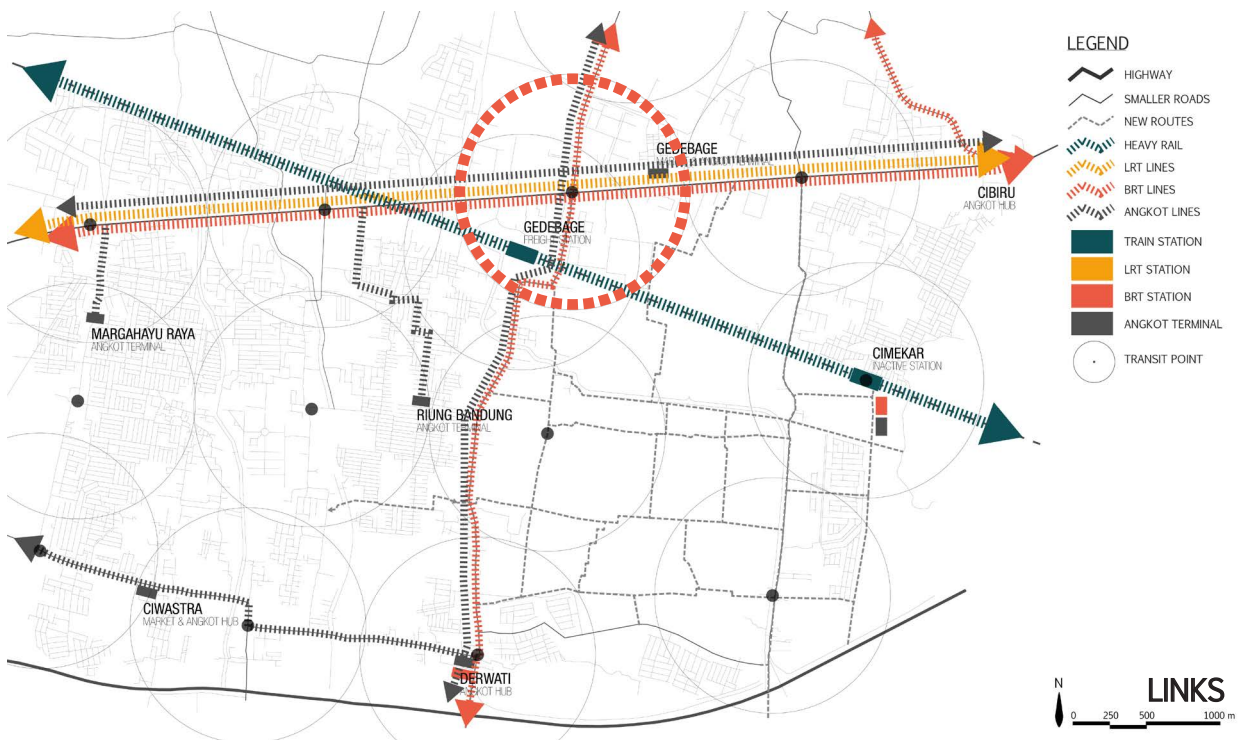 LEGEND
HIGHWAY
SMALLER ROADS
NEW ROUTES
HEAVY RAIL
LRT LINES
BRT LINES
ANGKOT LINES
TRAIN STATION
LRT STATION
BRT STATION
ANGKOT TERMINAL
TRANSIT POINT
GEDEBAGE
TERMINAL
CIBIRU
ANGKOT HUB
GEDEBAGE
FREIGHT STATION
MARGAHAYU RAYA
ANGKOT TERMINAL
CIMEKAR
INACTIVE STATION
RIUNG BANDUNG
ANGKOT TERMINAL
CIWASTRA
MARKET & ANGKOT HUB
DERWATI
ANGKOT HUB
N
LINKS
0 250 500 1000 m